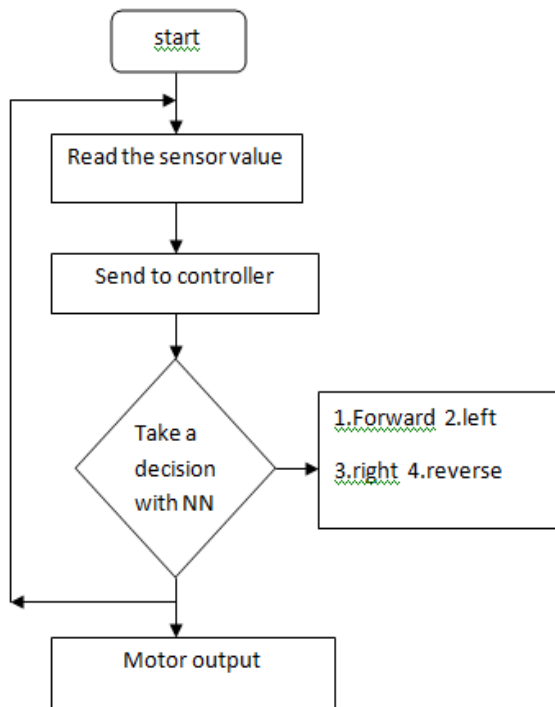 start
Read the sensor value
Send to controller
Take a
decision
with NN
1.Forward 2.left
3.right 4.reverse
Motor output